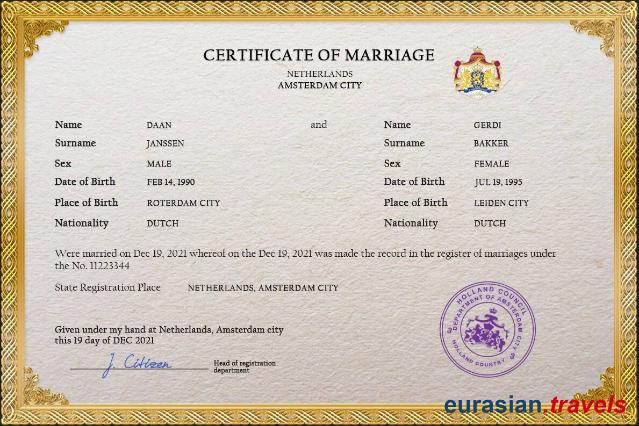 CERTIFICATE OF MARRIAGE
NETHERLANDS
AMSTERDAM CITY
Name DAAN and Name GERDI
Surname JANSSEN Surname BAKKER
Sex MALE Sex FEMALE
Date of Birth FEB 14, 1990 Date of Birth JUL 19, 1995
Place of Birth ROTERDAM CITY Place of Birth LEIDEN CITY
Nationality DUTCH Nationality DUTCH
Were married on Dec 19, 2021 whereof on the Dec 19, 2021 was made the record in the register of marriages under
the No. 11223344
State Registration Place NETHERLANDS, AMSTERDAM CITY
HOLLAND COUNCIL
DEPARTMENT OF AMSTERDAM CITY
HOLLAND COUNTRY
Given under my hand at Netherlands, Amsterdam city
this 19 day of DEC 2021
J. Citizen
Head of registration
department
eurasian.travels